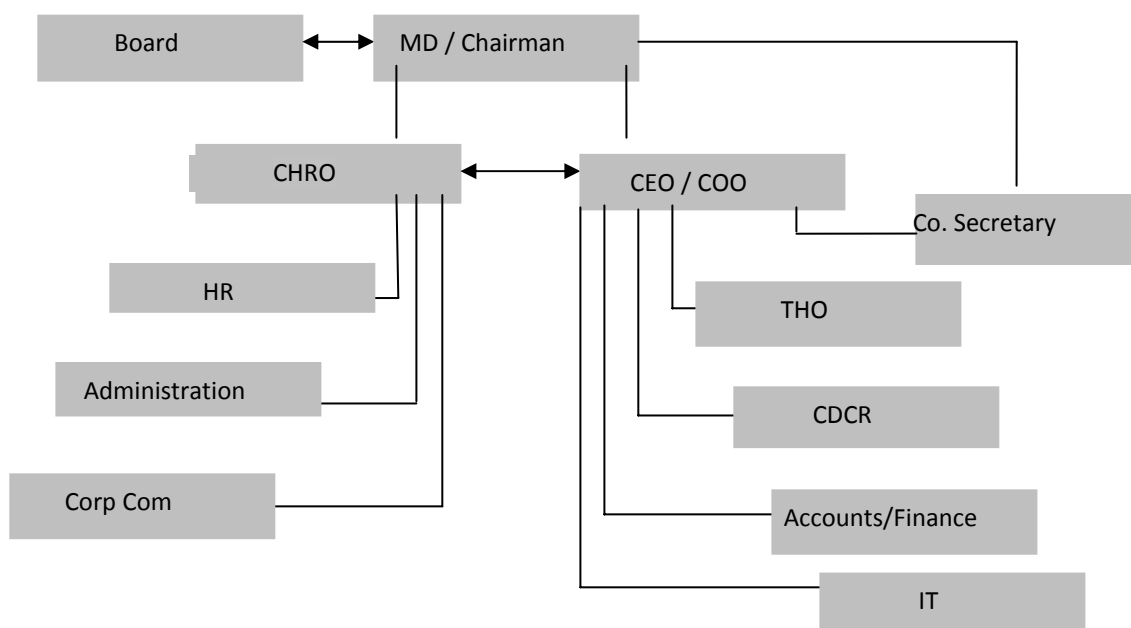 Board
MD / Chairman
CHRO
CEO / COO
Co. Secretary
HR
THO
Administration
CDCR
Corp Com
Accounts/Finance
IT